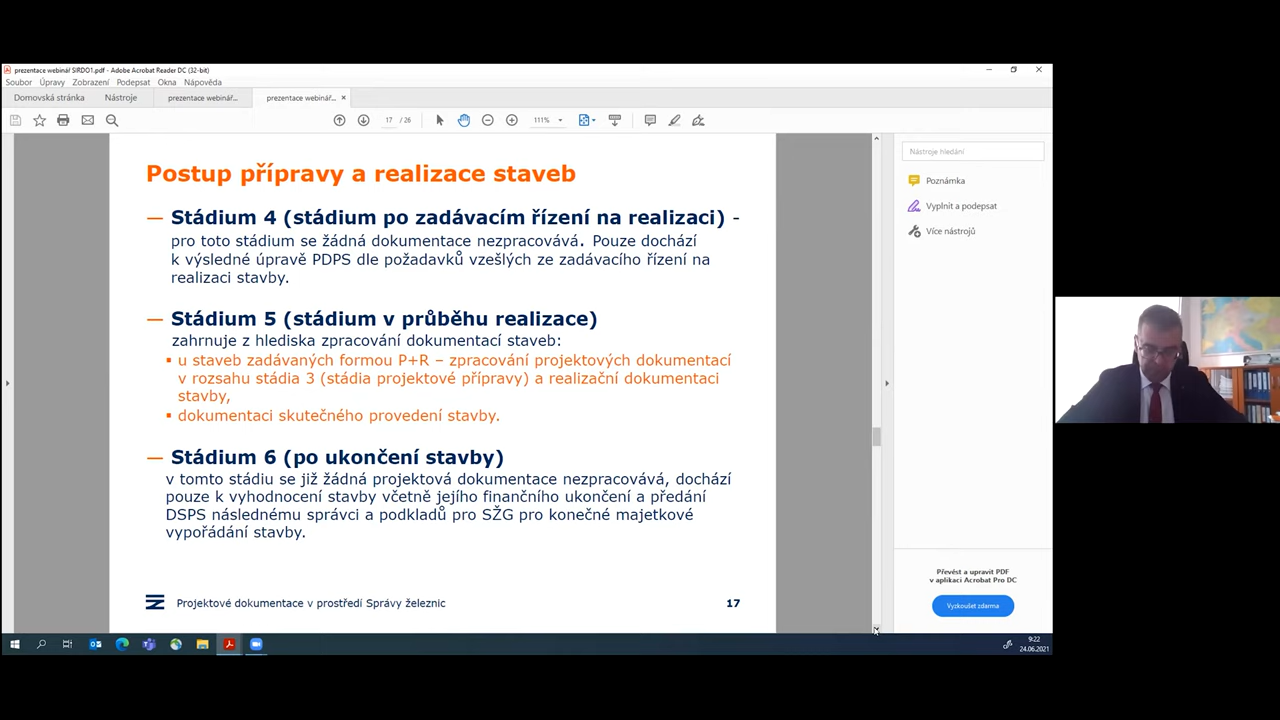 prezentace webinář SIRDO1.pdf - Adobe Acrobat Reader DC (32-bit)
Soubor Úpravy Zobrazení Podepsat Okna Nápověda
Domovská stránka Nástroje prezentace webinář... prezentace webinář... ×
17 / 26 111%
Nástroje hledání
Poznámka
Vyplnit a podepsat
Více nástrojů
Postup přípravy a realizace staveb
— Stádium 4 (stádium po zadávacím řízení na realizaci) -
pro toto stádium se žádná dokumentace nezpracovává. Pouze dochází
k výsledné úpravě PDPS dle požadavků vzešlých ze zadávacího řízení na
realizaci stavby.
— Stádium 5 (stádium v průběhu realizace)
zahrnuje z hlediska zpracování dokumentací staveb:
▪ u staveb zadávaných formou P+R – zpracování projektových dokumentací
v rozsahu stádia 3 (stádia projektové přípravy) a realizační dokumentaci
stavby,
▪ dokumentaci skutečného provedení stavby.
— Stádium 6 (po ukončení stavby)
v tomto stádiu se již žádná projektová dokumentace nezpracovává, dochází
pouze k vyhodnocení stavby včetně jejího finančního ukončení a předání
DSPS následnému správci a podkladů pro SŽG pro konečné majetkové
vypořádání stavby.
Projektové dokumentace v prostředí Správy železnic 17
Převést a upravit PDF
v aplikaci Acrobat Pro DC
Vyzkoušet zdarma
9:22
24.06.2021